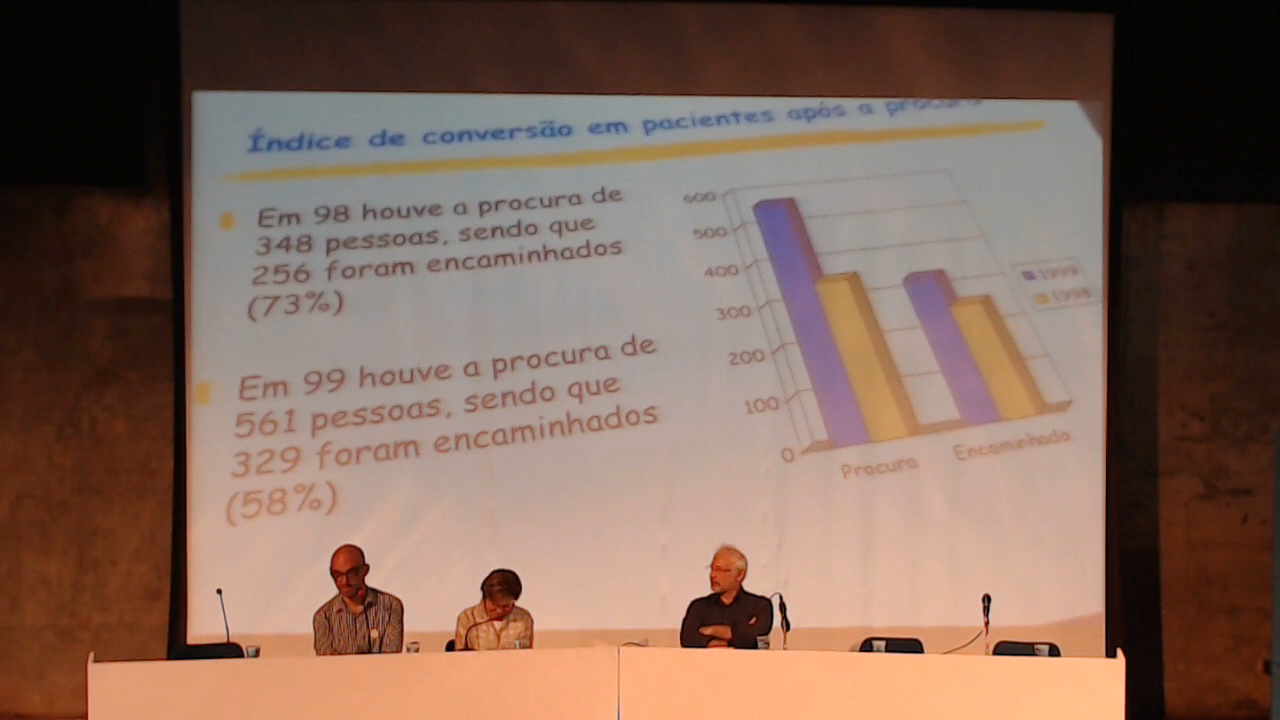 Índice de conversão em pacientes após a procura
Em 98 houve a procura de
348 pessoas, sendo que
256 foram encaminhados
(73%)
Em 99 houve a procura de
561 pessoas, sendo que
329 foram encaminhados
(58%)
600
500
400
300
200
100
0
Procura
Encaminhado
1999
1998